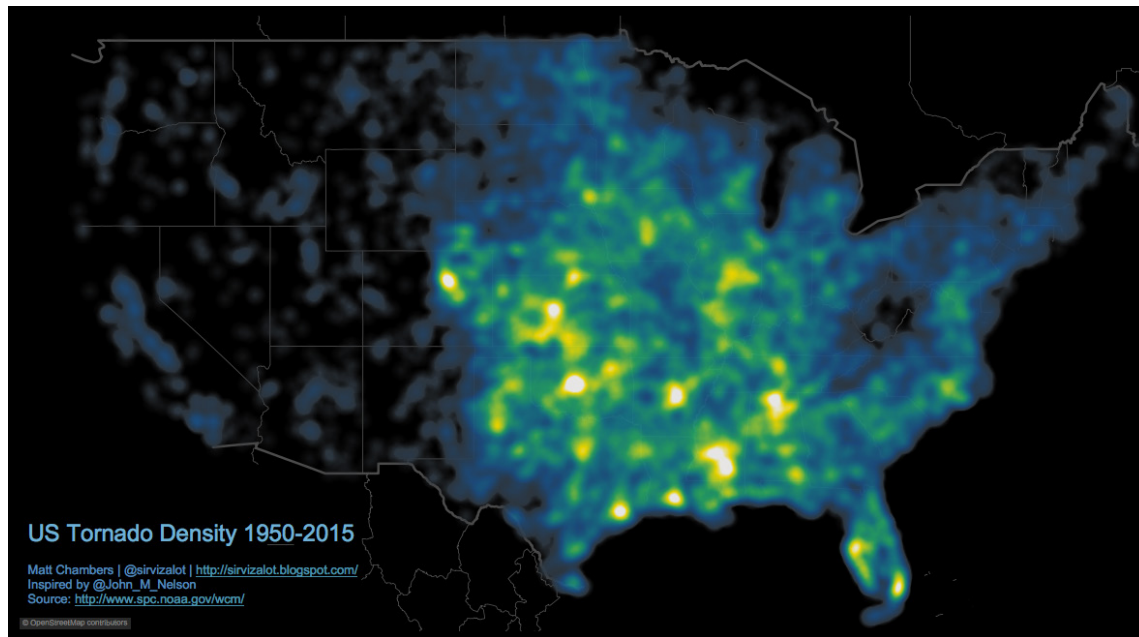 US Tornado Density 1950-2015
Matt Chambers | @sirvizalot | http://sirvizalot.blogspot.com/
Inspired by @John_M_Nelson
Source: http://www.spc.noaa.gov/wcm/
© OpenStreetMap contributors